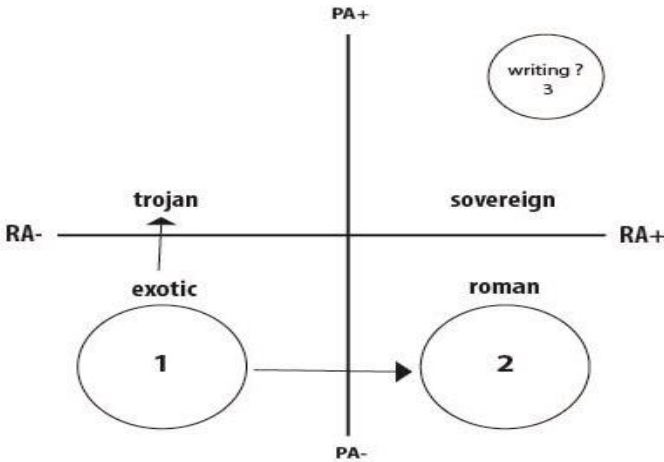 PA+
writing ?
3
trojan
sovereign
RA-
RA+
exotic
roman
1
2
PA-